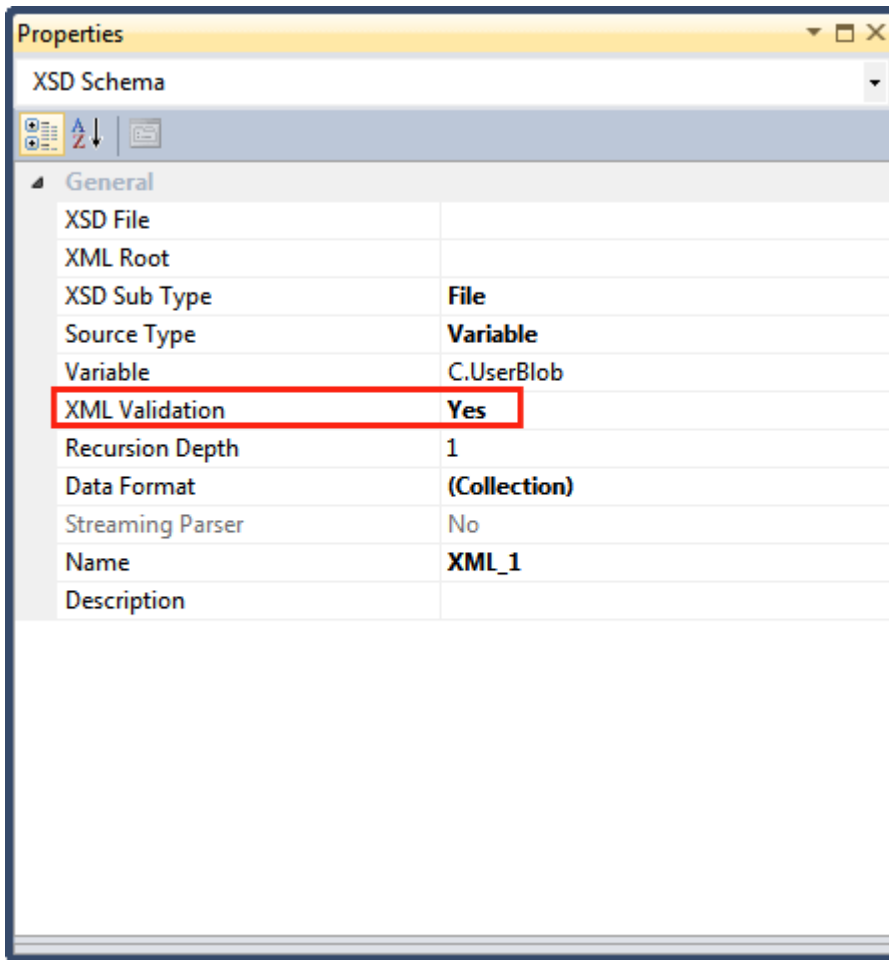 Properties
XSD Schema
General
XSD File
XML Root
XSD Sub Type File
Source Type Variable
Variable C.UserBlob
XML Validation Yes
Recursion Depth 1
Data Format (Collection)
Streaming Parser No
Name XML_1
Description